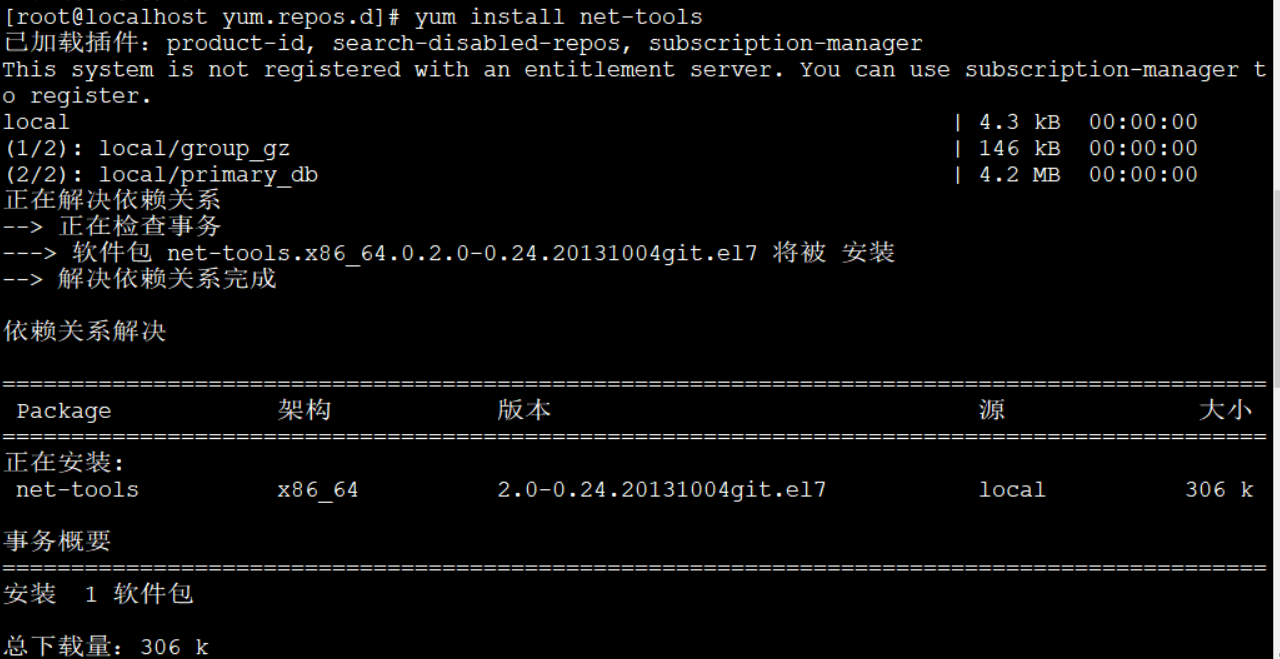 [root@localhost yum.repos.d]# yum install net-tools
已加载插件：product-id, search-disabled-repos, subscription-manager
This system is not registered with an entitlement server. You can use subscription-manager t
o register.
local | 4.3 kB 00:00:00
(1/2): local/group_gz | 146 kB 00:00:00
(2/2): local/primary_db | 4.2 MB 00:00:00
正在解决依赖关系
--> 正在检查事务
---> 软件包 net-tools.x86_64.0.2.0-0.24.20131004git.el7 将被 安装
--> 解决依赖关系完成
依赖关系解决
============================================================================================
Package 架构 版本 源 大小
============================================================================================
正在安装:
net-tools x86_64 2.0-0.24.20131004git.el7 local 306 k
事务概要
============================================================================================
安装 1 软件包
总下载量：306 k